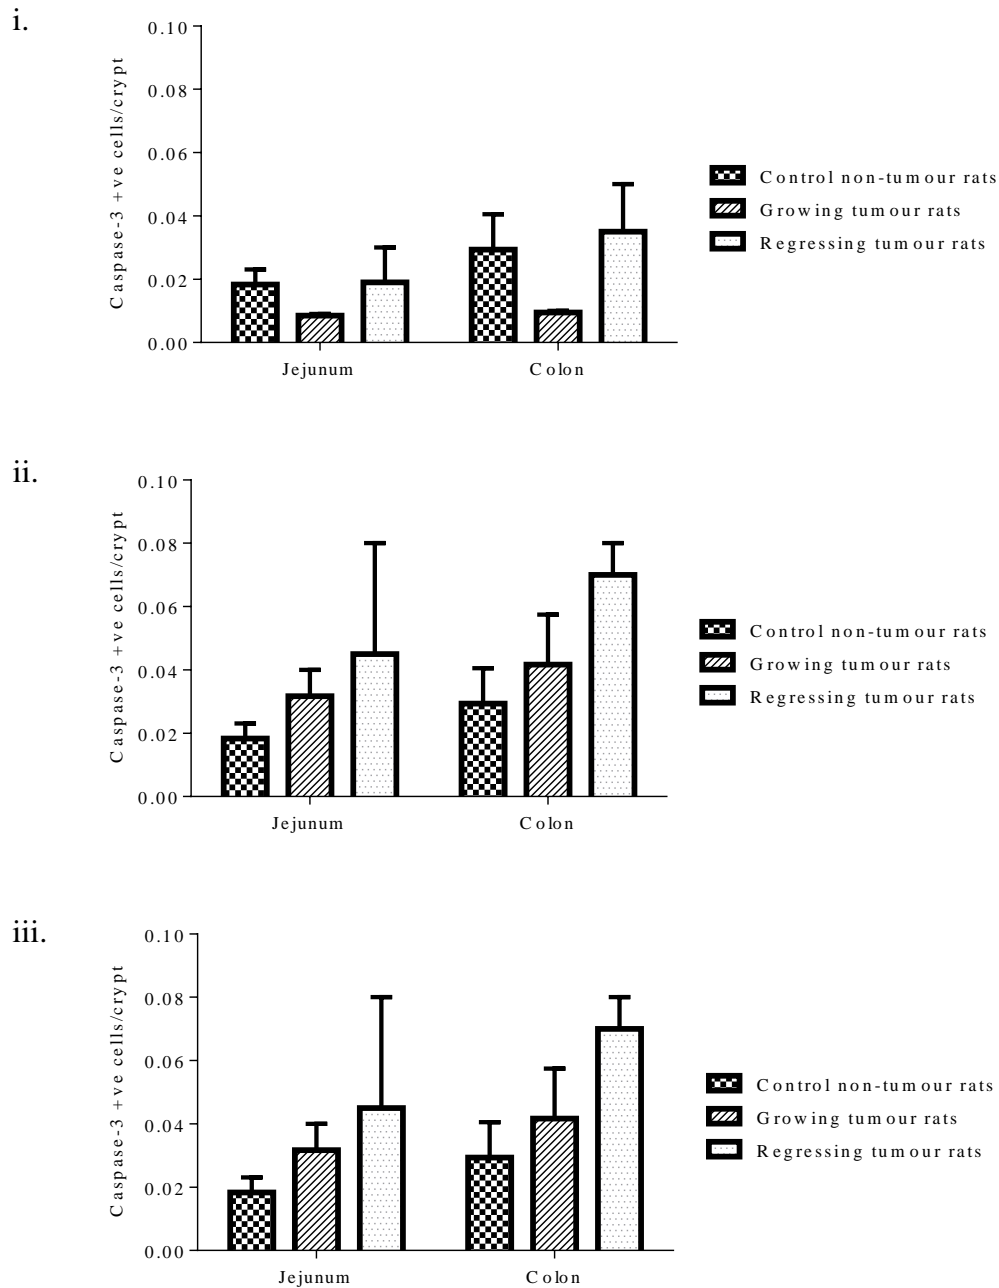 i.
Caspase-3 +ve cells/crypt
0.10
0.08
0.06
0.04
0.02
0.00
Jejunum Colon
Control non-tumour rats
Growing tumour rats
Regressing tumour rats
ii.
Caspase-3 +ve cells/crypt
0.10
0.08
0.06
0.04
0.02
0.00
Jejunum Colon
Control non-tumour rats
Growing tumour rats
Regressing tumour rats
iii.
Caspase-3 +ve cells/crypt
0.10
0.08
0.06
0.04
0.02
0.00
Jejunum Colon
Control non-tumour rats
Growing tumour rats
Regressing tumour rats